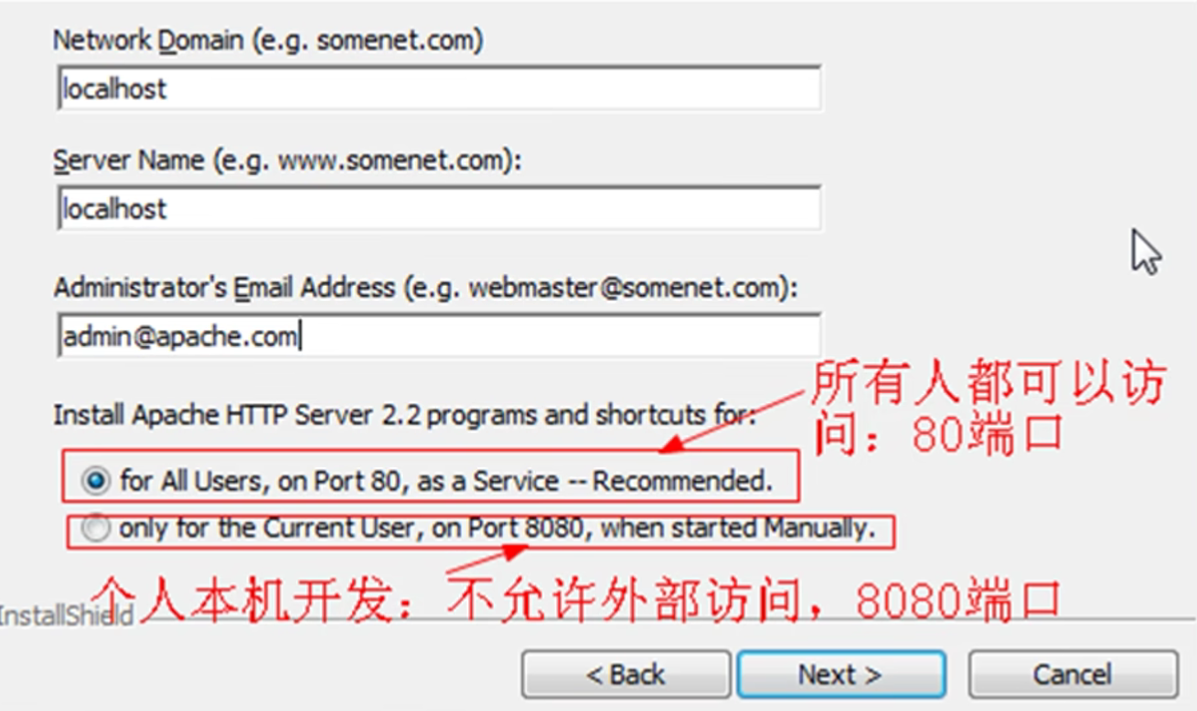 Network Domain (e.g. somenet.com)
localhost
Server Name (e.g. www.somenet.com):
localhost
Administrator's Email Address (e.g. webmaster@somenet.com):
admin@apache.com
所有人都可以访
问：80端口
Install Apache HTTP Server 2.2 programs and shortcuts for:
for All Users, on Port 80, as a Service -- Recommended.
only for the Current User, on Port 8080, when started Manually.
个人本机开发：不允许外部访问，8080端口
InstallShield
< Back
Next >
Cancel